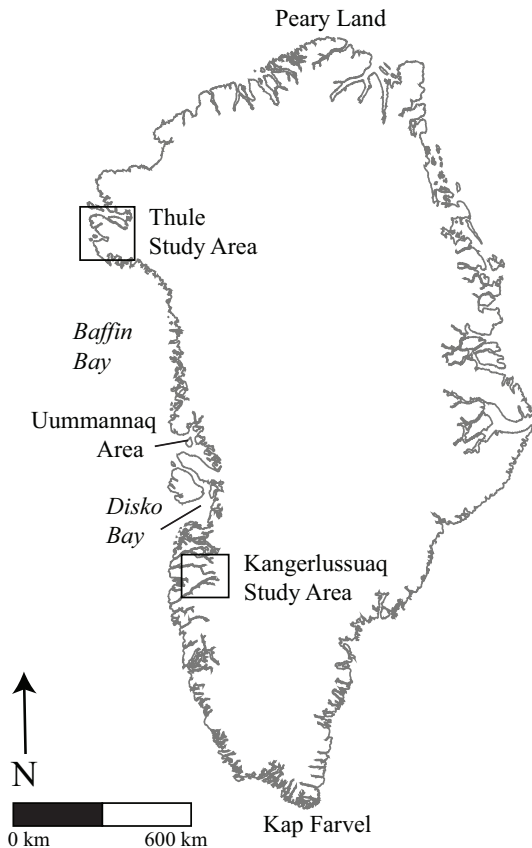 Peary Land
Thule
Study Area
Baffin
Bay
Uummannaq
Area
Disko
Bay
Kangerlussuaq
Study Area
N
0 km
600 km
Kap Farvel